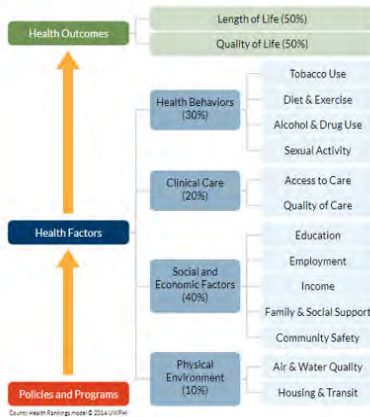 Health Outcomes
Length of Life (50%)
Quality of Life (50%)
Health Factors
Health Behaviors
(30%)
Tobacco Use
Diet & Exercise
Alcohol & Drug Use
Sexual Activity
Clinical Care
(20%)
Access to Care
Quality of Care
Social and
Economic Factors
(40%)
Education
Employment
Income
Family & Social Support
Community Safety
Physical
Environment
(10%)
Air & Water Quality
Housing & Transit
Policies and Programs
County Health Rankings model © 2014 UWPHI